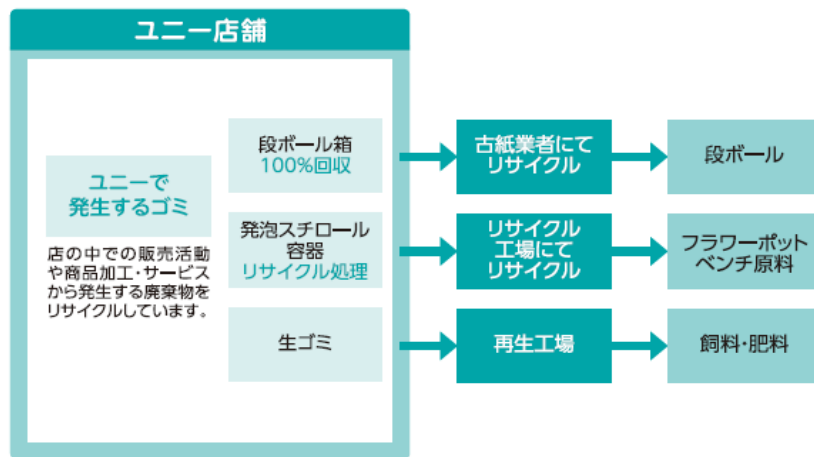 ユニー店舗
ユニーで
発生するゴミ
店の中での販売活動
や商品加工・サービス
から発生する廃棄物を
リサイクルしています。
段ボール箱
100%回収
古紙業者にて
リサイクル
段ボール
発泡スチロール
容器
リサイクル処理
リサイクル
工場にて
リサイクル
フラワーポット
ベンチ原料
生ゴミ
再生工場
飼料・肥料